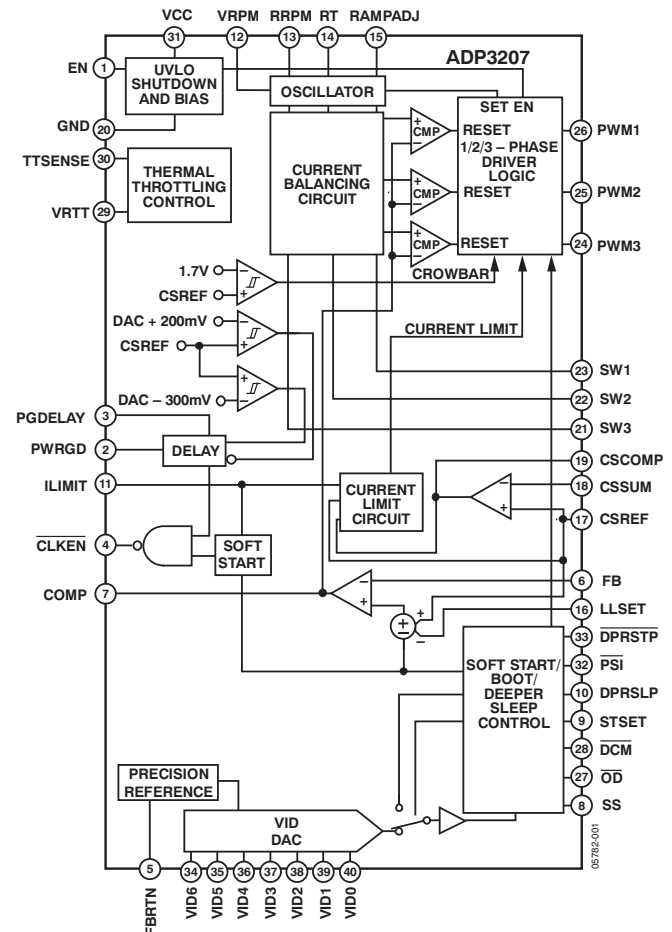 VCC
VRPM
RRPM
RT
RAMPADJ
31
12
13
14
15
ADP3207
EN
1
UVLO
SHUTDOWN
AND BIAS
OSCILLATOR
SET EN
GND
20
TTSENSE
30
VRTT
29
THERMAL
THROTTLING
CONTROL
CURRENT
BALANCING
CIRCUIT
+
CMP
–
+
CMP
–
+
CMP
–
RESET
1/2/3 – PHASE
DRIVER
LOGIC
RESET
RESET
26
PWM1
25
PWM2
24
PWM3
1.7V
–
CSREF
+
CROWBAR
DAC + 200mV
–
CSREF
+
+
DAC – 300mV
–
CURRENT LIMIT
23
SW1
22
SW2
21
SW3
PGDELAY
3
PWRGD
2
DELAY
ILIMIT
11
CURRENT
LIMIT
CIRCUIT
19
CSCOMP
–
18
CSSUM
+
17
CSREF
CLKEN
4
SOFT
START
COMP
7
–
+
6
FB
+
–
+
–
16
LLSET
33
DPRSTP
SOFT START/
BOOT/
DEEPER
SLEEP
CONTROL
32
PSI
10
DPRSLP
9
STSET
28
DCM
27
OD
8
SS
PRECISION
REFERENCE
VID
DAC
5
34
35
36
37
38
39
40
FBRTN
VID6
VID5
VID4
VID3
VID2
VID1
VID0
05782-001